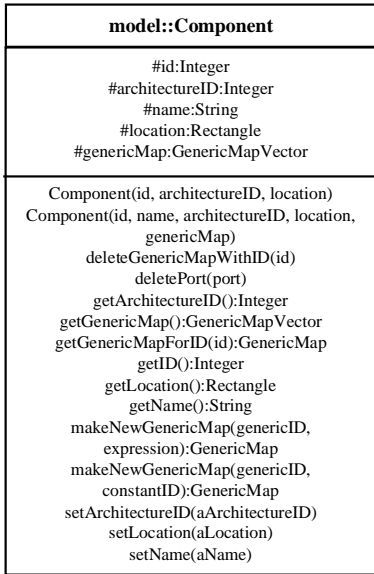 model::Component
#id:Integer
#architectureID:Integer
#name:String
#location:Rectangle
#genericMap:GenericMapVector
Component(id, architectureID, location)
Component(id, name, architectureID, location,
genericMap)
deleteGenericMapWithID(id)
deletePort(port)
getArchitectureID():Integer
getGenericMap():GenericMapVector
getGenericMapForID(id):GenericMap
getID():Integer
getLocation():Rectangle
getName():String
makeNewGenericMap(genericID,
expression):GenericMap
makeNewGenericMap(genericID,
constantID):GenericMap
setArchitectureID(aArchitectureID)
setLocation(aLocation)
setName(aName)